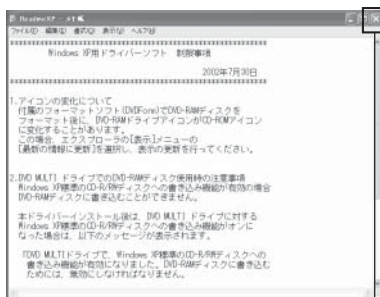 ReadmeXP - メモ帳
ファイル(F) 編集(E) 書式(O) 表示(V) ヘルプ(H)
Windows XP用ドライバーソフト 制限事項
2002年7月30日
1.アイコンの変化について
付属のフォーマットソフト(DVDForm)でDVD-RAMディスクを
フォーマット後に、DVD-RAMドライブアイコンがCD-ROMアイコン
に変化することがあります。
この場合、エクスプローラの[表示]メニューの
[最新の情報に更新]を選択し、表示の更新を行ってください。
2.DVD MULTI ドライブでのDVD-RAMディスク使用時の注意事項
Windows XP標準のCD-R/RWディスクへの書き込み機能が有効の場合
DVD-RAMディスクに書き込むことができません。
本ドライバーインストール後は、DVD MULTI ドライブに対する
Windows XP標準のCD-R/RWディスクへの書き込み機能がオンに
なった場合は、以下のメッセージが表示されます。
「DVD MULTIドライブで、Windows XP標準のCD-R/RWディスクへの
書き込み機能が有効になりました。DVD-RAMディスクに書き込む
ためには、無効にしなければなりません。